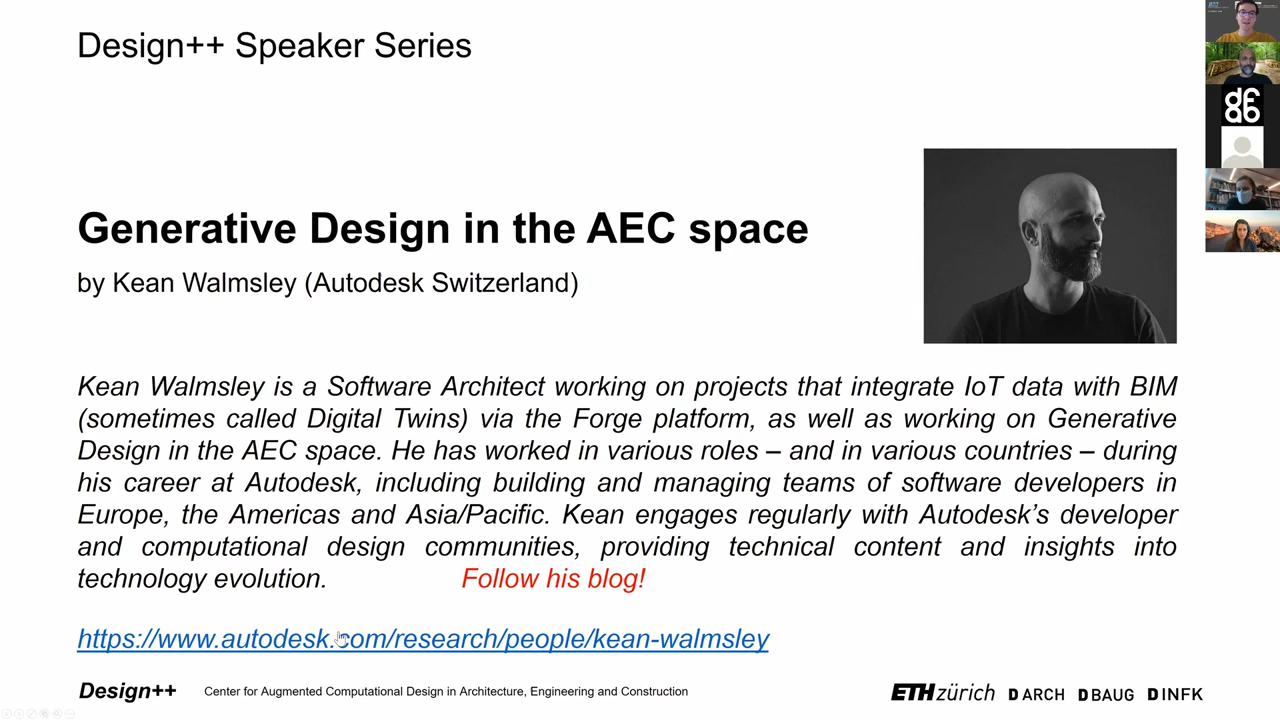 Design++ Speaker Series
Generative Design in the AEC space
by Kean Walmsley (Autodesk Switzerland)
Kean Walmsley is a Software Architect working on projects that integrate IoT data with BIM
(sometimes called Digital Twins) via the Forge platform, as well as working on Generative
Design in the AEC space. He has worked in various roles – and in various countries – during
his career at Autodesk, including building and managing teams of software developers in
Europe, the Americas and Asia/Pacific. Kean engages regularly with Autodesk’s developer
and computational design communities, providing technical content and insights into
technology evolution. Follow his blog!
https://www.autodesk.com/research/people/kean-walmsley
Design++ Center for Augmented Computational Design in Architecture, Engineering and Construction
ETH zürich D ARCH D BAUG D INFK